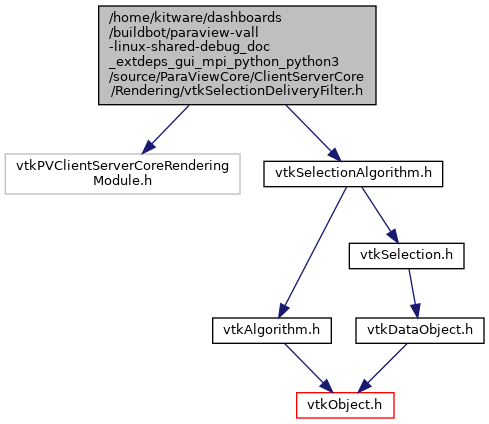 /home/kitware/dashboards
/buildbot/paraview-vall
-linux-shared-debug_doc
_extdeps_gui_mpi_python_python3
/source/ParaViewCore/ClientServerCore
/Rendering/vtkSelectionDeliveryFilter.h
vtkPVClientServerCoreRendering
Module.h
vtkSelectionAlgorithm.h
vtkSelection.h
vtkAlgorithm.h
vtkDataObject.h
vtkObject.h